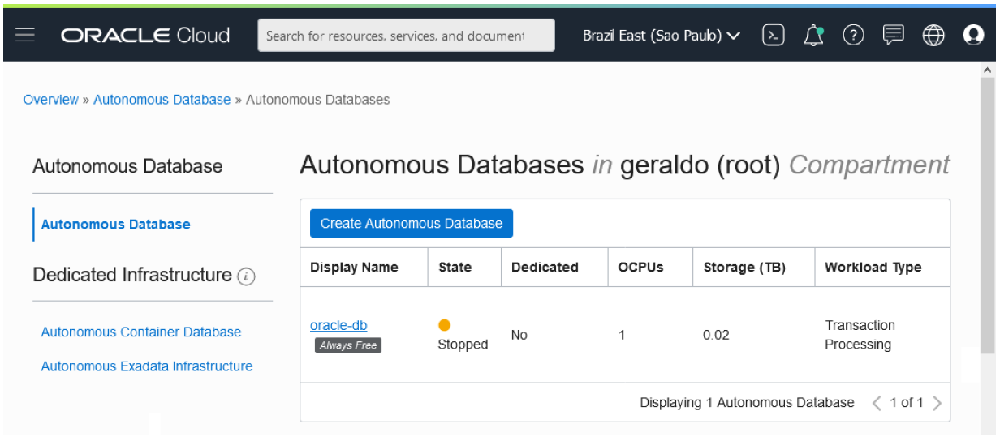 ORACLE Cloud
Search for resources, services, and document
Brazil East (Sao Paulo)
Overview » Autonomous Database » Autonomous Databases
Autonomous Database
Autonomous Database
Dedicated Infrastructure i
Autonomous Container Database
Autonomous Exadata Infrastructure
Autonomous Databases in geraldo (root) Compartment
Create Autonomous Database
Display Name State Dedicated OCPUs Storage (TB) Workload Type
oracle-db
Always Free
Stopped
No
1
0.02
Transaction
Processing
Displaying 1 Autonomous Database < 1 of 1 >